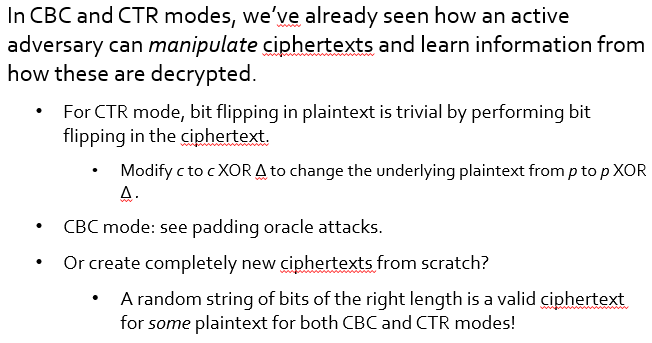 In CBC and CTR modes, we've already seen how an active
adversary can manipulate ciphertexts and learn information from
how these are decrypted.
• For CTR mode, bit flipping in plaintext is trivial by performing bit
flipping in the ciphertext.
• Modify c to c XOR Δ to change the underlying plaintext from p to p XOR
Δ.
• CBC mode: see padding oracle attacks.
• Or create completely new ciphertexts from scratch?
• A random string of bits of the right length is a valid ciphertext
for some plaintext for both CBC and CTR modes!